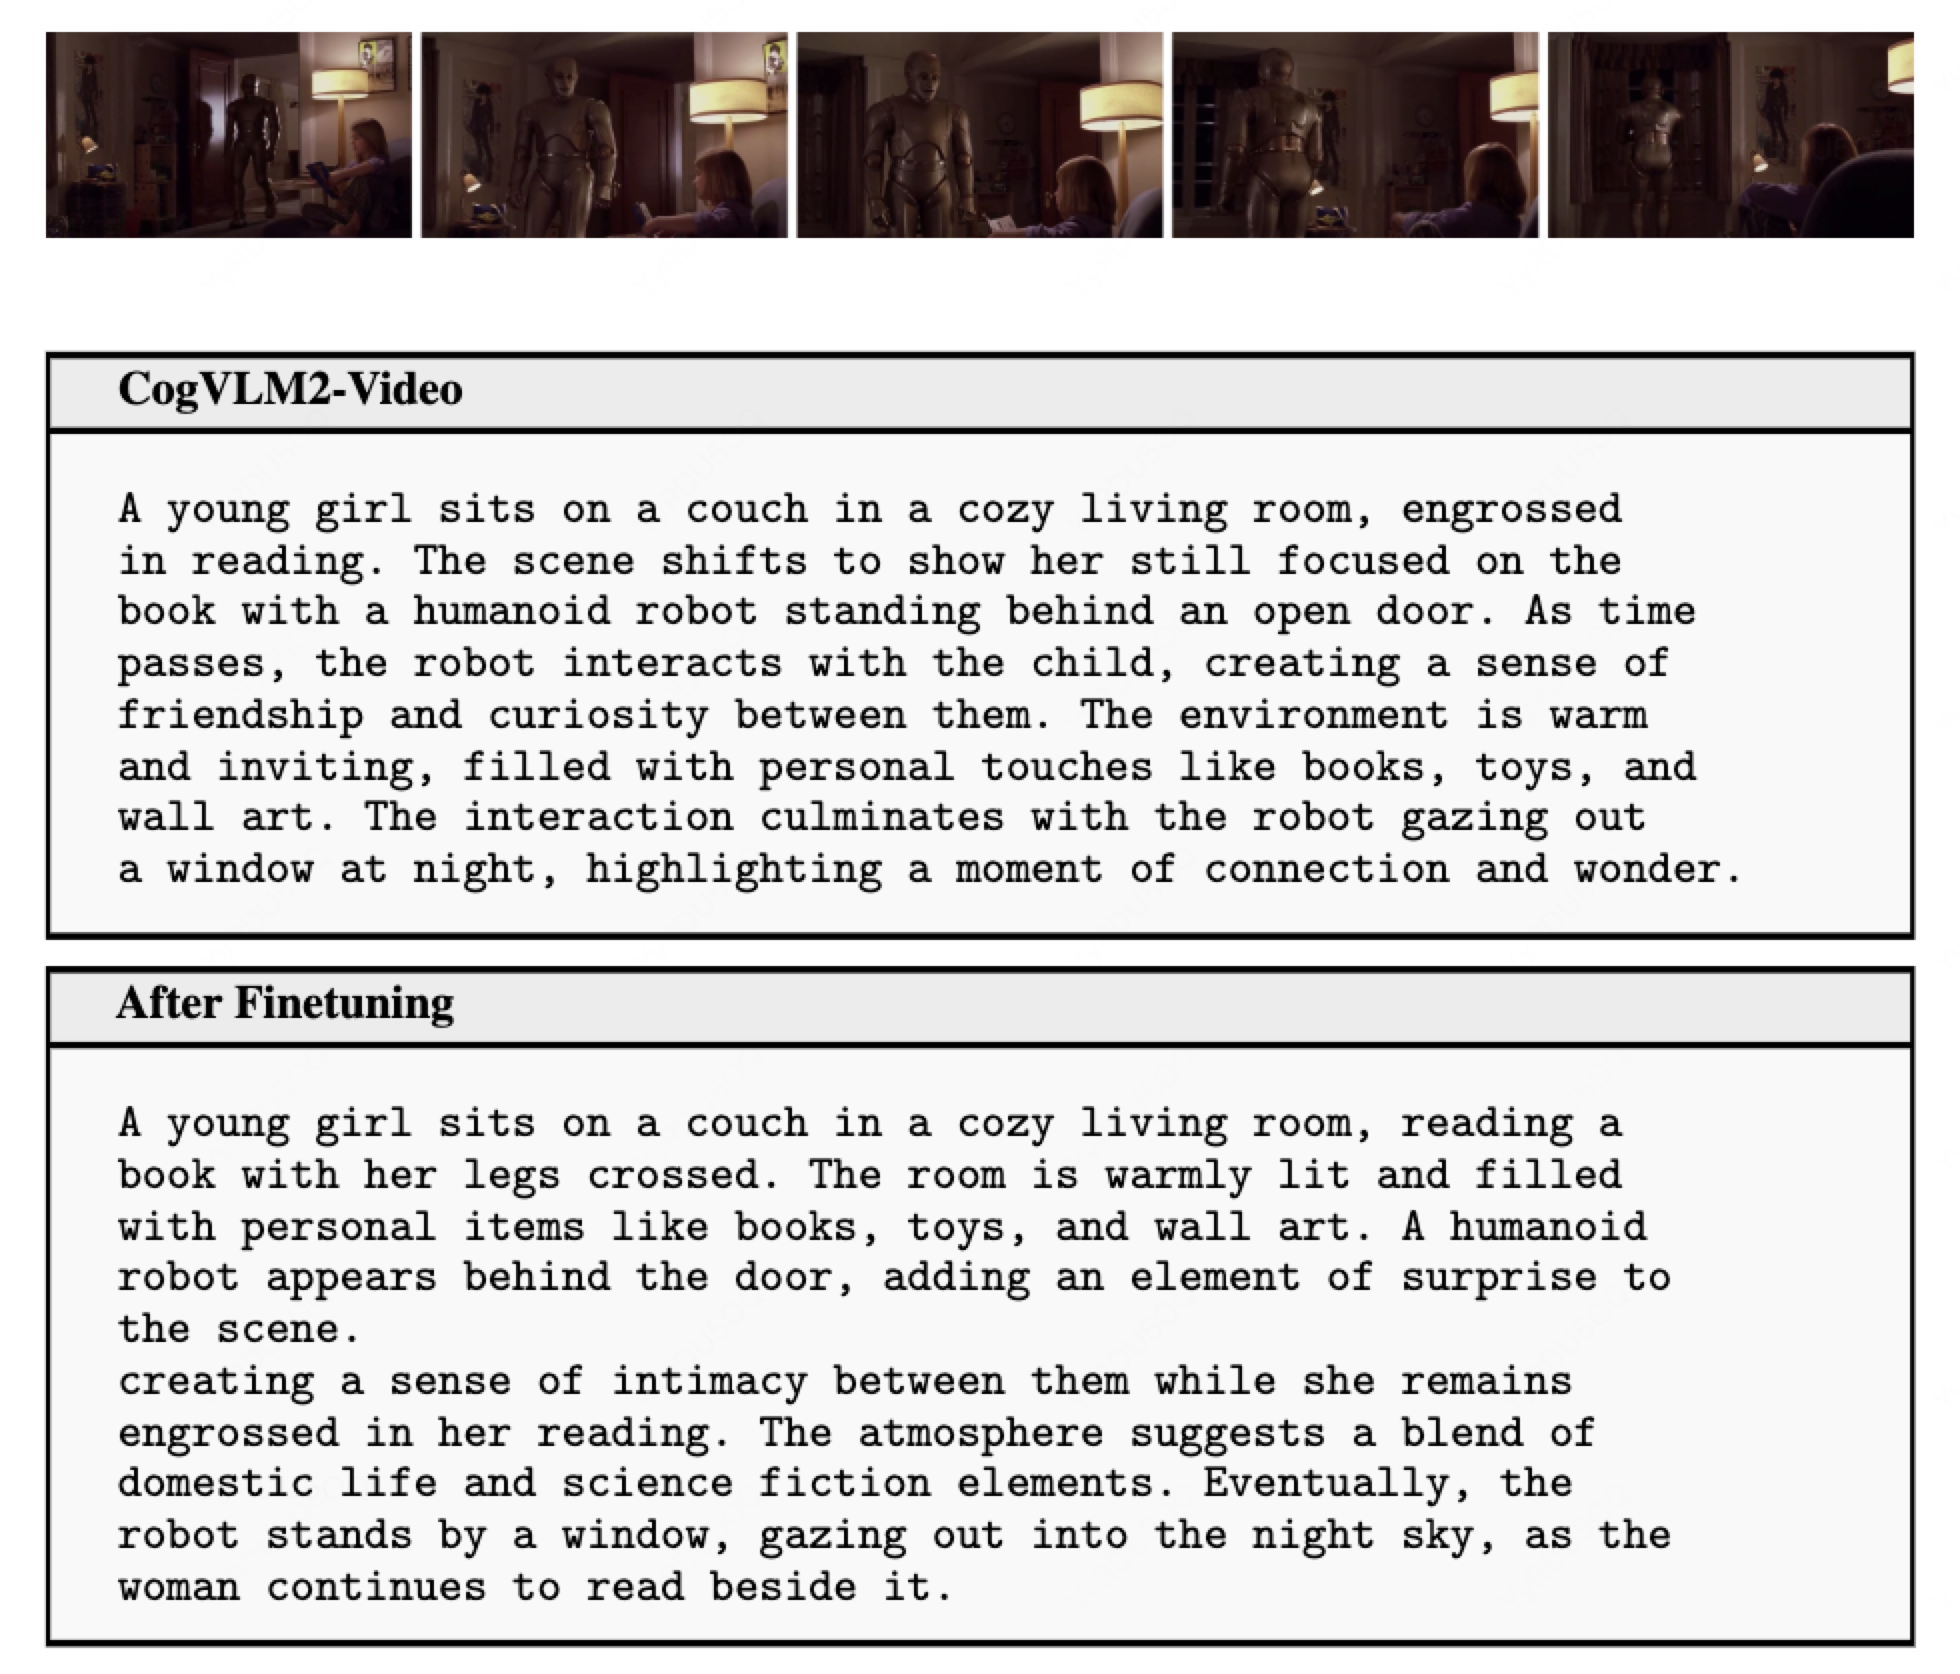 CogVLM2-Video
A young girl sits on a couch in a cozy living room, engrossed
in reading. The scene shifts to show her still focused on the
book with a humanoid robot standing behind an open door. As time
passes, the robot interacts with the child, creating a sense of
friendship and curiosity between them. The environment is warm
and inviting, filled with personal touches like books, toys, and
wall art. The interaction culminates with the robot gazing out
a window at night, highlighting a moment of connection and wonder.
After Finetuning
A young girl sits on a couch in a cozy living room, reading a
book with her legs crossed. The room is warmly lit and filled
with personal items like books, toys, and wall art. A humanoid
robot appears behind the door, adding an element of surprise to
the scene.
creating a sense of intimacy between them while she remains
engrossed in her reading. The atmosphere suggests a blend of
domestic life and science fiction elements. Eventually, the
robot stands by a window, gazing out into the night sky, as the
woman continues to read beside it.